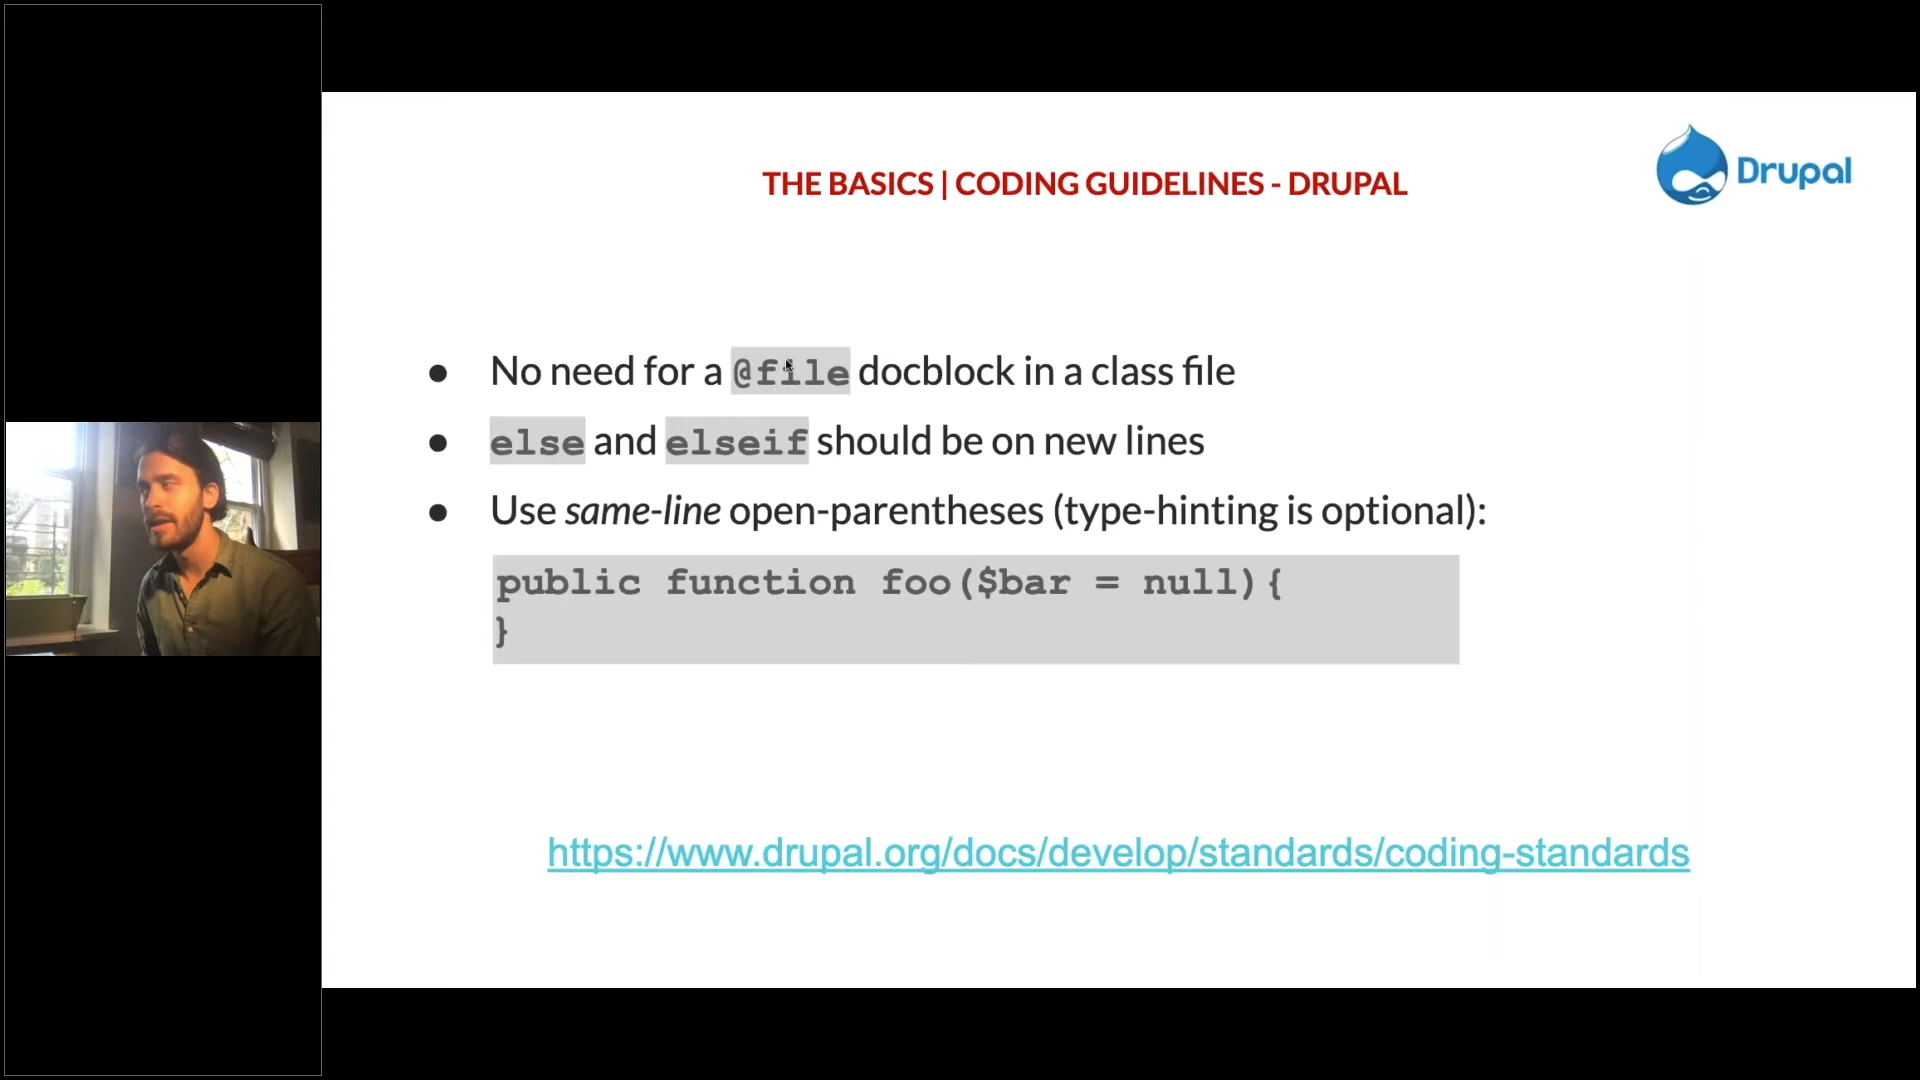 THE BASICS | CODING GUIDELINES - DRUPAL
Drupal
● No need for a @file docblock in a class file
● else and elseif should be on new lines
● Use same-line open-parentheses (type-hinting is optional):
public function foo($bar = null){
}
https://www.drupal.org/docs/develop/standards/coding-standards